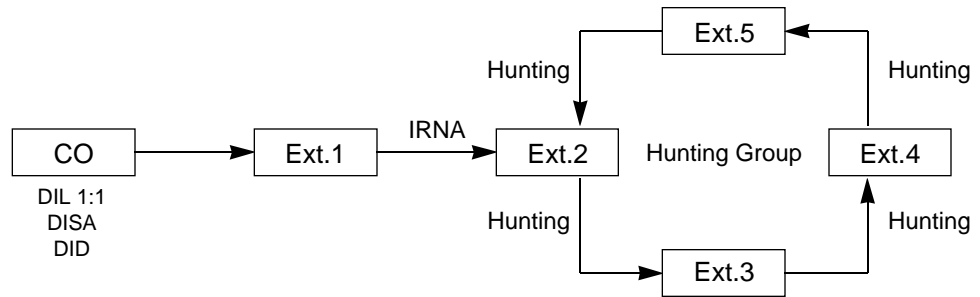 Ext.5
Hunting
Hunting
IRNA
CO
Ext.1
Ext.2
Hunting Group
Ext.4
DIL 1:1
DISA
DID
Hunting
Hunting
Ext.3